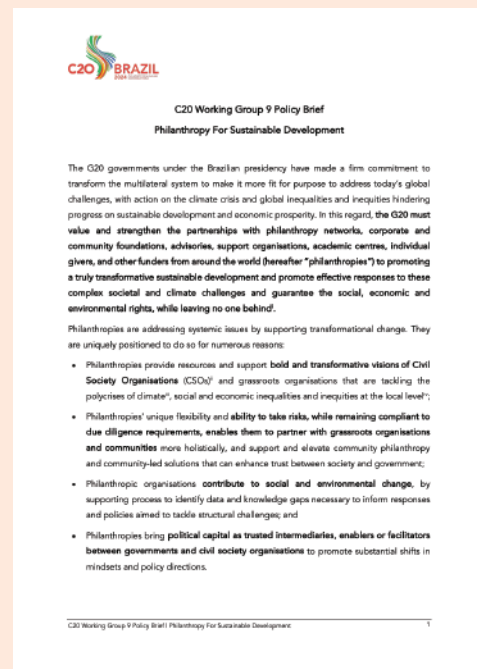 C20 BRAZIL
C20 Working Group 9 Policy Brief
Philanthropy For Sustainable Development
The G20 governments under the Brazilian presidency have made a firm commitment to
transform the multilateral system to make it more fit for purpose to address today's global
challenges, with action on the climate crisis and global inequalities and inequities hindering
progress on sustainable development and economic prosperity. In this regard, the G20 must
value and strengthen the partnerships with philanthropy networks, corporate and
community foundations, advisories, support organisations, academic centres, individual
givers, and other funders from around the world (hereafter "philanthropies") to promoting
a truly transformative sustainable development and promote effective responses to these
complex societal and climate challenges and guarantee the social, economic and
environmental rights, while leaving no one behind.
Philanthropies are addressing systemic issues by supporting transformational change. They
are uniquely positioned to do so for numerous reasons:
• Philanthropies provide resources and support bold and transformative visions of Civil
Society Organisations (CSOs) and grassroots organisations that are tackling the
polycrises of climate, social and economic inequalities and inequities at the local level;
• Philanthropies' unique flexibility and ability to take risks, while remaining compliant to
due diligence requirements, enables them to partner with grassroots organisations
and communities more holistically, and support and elevate community philanthropy
and community-led solutions that can enhance trust between society and government;
• Philanthropic organisations contribute to social and environmental change, by
supporting process to identify data and knowledge gaps necessary to inform responses
and policies aimed to tackle structural challenges; and
• Philanthropies bring political capital as trusted intermediaries, enablers or facilitators
between governments and civil society organisations to promote substantial shifts in
mindsets and policy directions.
C20 Working Group 9 Policy Brief| Philanthropy For Sustainable Development 1